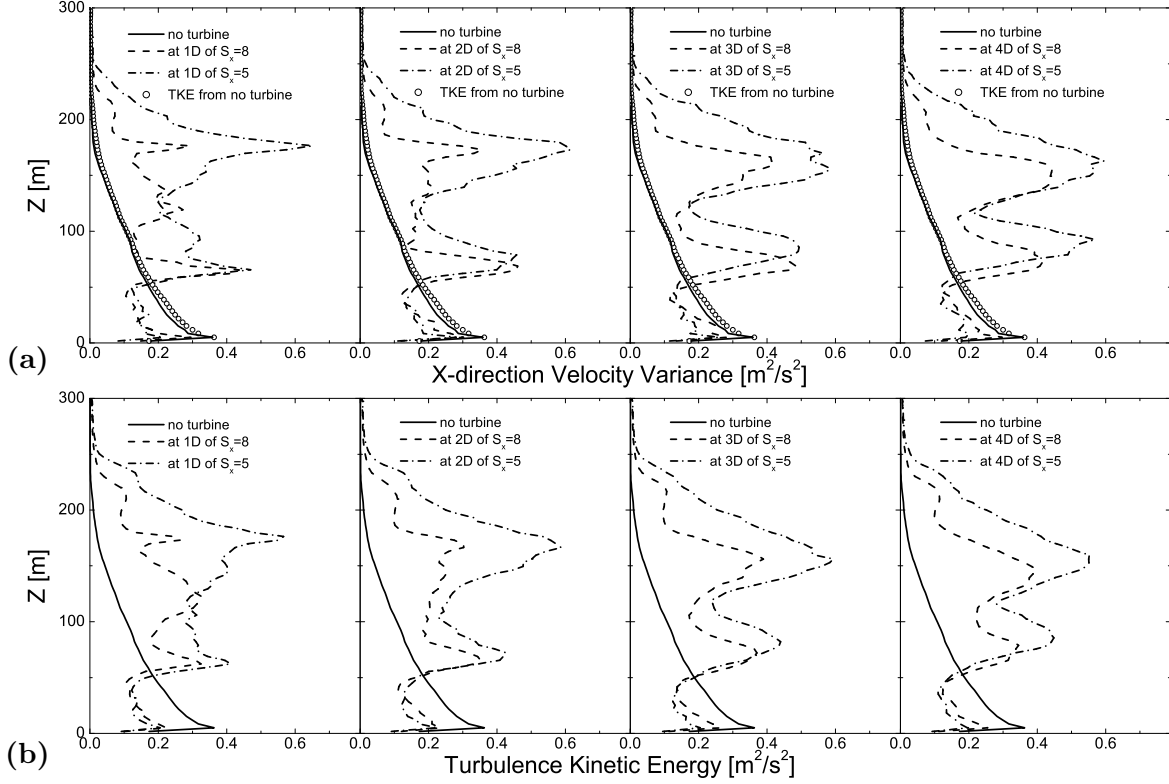 300
no turbine
at 1D of Sx=8
at 1D of Sx=5
TKE from no turbine
no turbine
at 2D of Sx=8
at 2D of Sx=5
TKE from no turbine
no turbine
at 3D of Sx=8
at 3D of Sx=5
TKE from no turbine
no turbine
at 4D of Sx=8
at 4D of Sx=5
TKE from no turbine
200
Z [m]
100
0
0.0 0.2 0.4 0.6 0.0 0.2 0.4 0.6 0.0 0.2 0.4 0.6 0.0 0.2 0.4 0.6
(a)
X-direction Velocity Variance [m²/s²]
300
no turbine
at 1D of Sx=8
at 1D of Sx=5
no turbine
at 2D of Sx=8
at 2D of Sx=5
no turbine
at 3D of Sx=8
at 3D of Sx=5
no turbine
at 4D of Sx=8
at 4D of Sx=5
200
Z [m]
100
0
0.0 0.2 0.4 0.6 0.0 0.2 0.4 0.6 0.0 0.2 0.4 0.6 0.0 0.2 0.4 0.6
(b)
Turbulence Kinetic Energy [m²/s²]